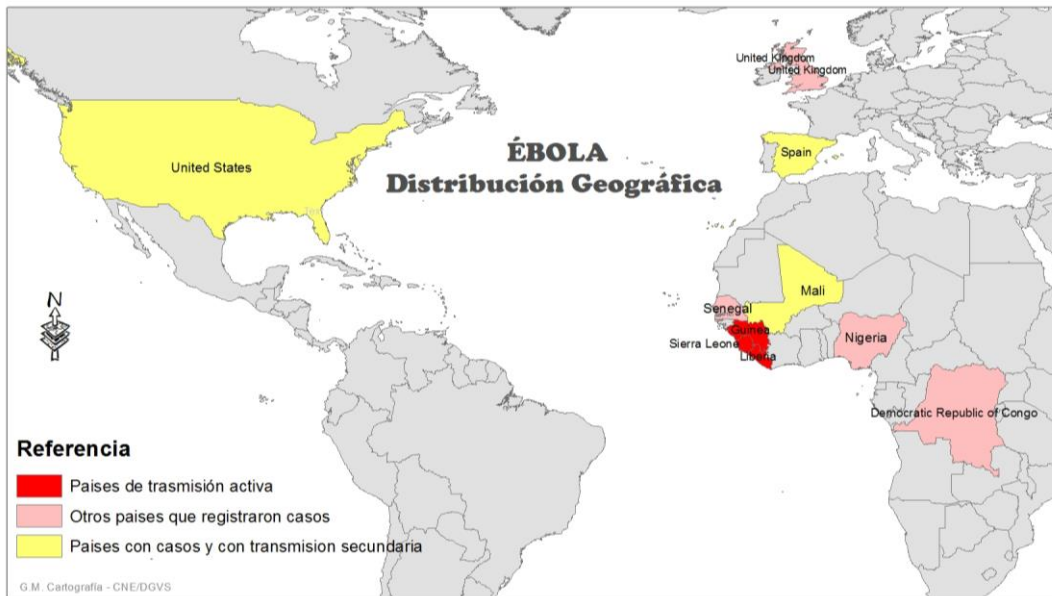 United Kingdom
United Kingdom
United States
ÉBOLA
Distribución Geográfica
Spain
N
Mali
Senegal
Guinea
Sierra Leone
Liberia
Nigeria
Democratic Republic of Congo
Referencia
Paises de trasmisión activa
Otros paises que registraron casos
Paises con casos y con transmision secundaria
G.M. Cartografía - CNE/DGVS